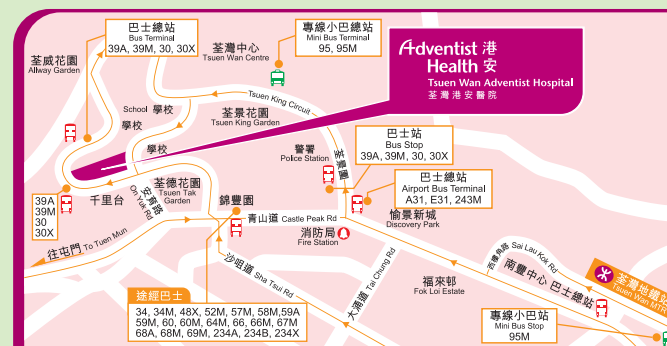 巴士總站
Bus Terminal
39A, 39M, 30, 30X
專線小巴總站
Mini Bus Terminal
95, 95M
荃灣中心
Tsuen Wan Centre
荃威花園
Allway Garden
Adventist 港
Health 安
Tsuen Wan Adventist Hospital
荃灣港安醫院
Tsuen King Circuit
School 學校
學校
學校
荃景花園
Tsuen King Garden
警署
Police Station
荃景圍
巴士站
Bus Stop
39A, 39M, 30, 30X
巴士總站
Airport Bus Terminal
A31, E31, 243M
39A
39M
30
30X
千里台
安育路
On Yuk Rd
荃德花園
Tsuen Tak
Garden
錦豐園
青山道 Castle Peak Rd
愉景新城
Discovery Park
消防局
Fire Station
往屯門 To Tuen Mun
沙咀道 Sha Tsui Rd
大涌道 Tai Chung Rd
福來邨
Fok Loi Estate
西樓角路 Sai Lau Kok Rd
南豐中心 巴士總站
荃灣地鐵站
Tsuen Wan MTR
途經巴士
34, 34M, 48X, 52M, 57M, 58M,59A
59M, 60, 60M, 64M, 66, 66M, 67M
68A, 68M, 69M, 234A, 234B, 234X
專線小巴站
Mini Bus Stop
95M